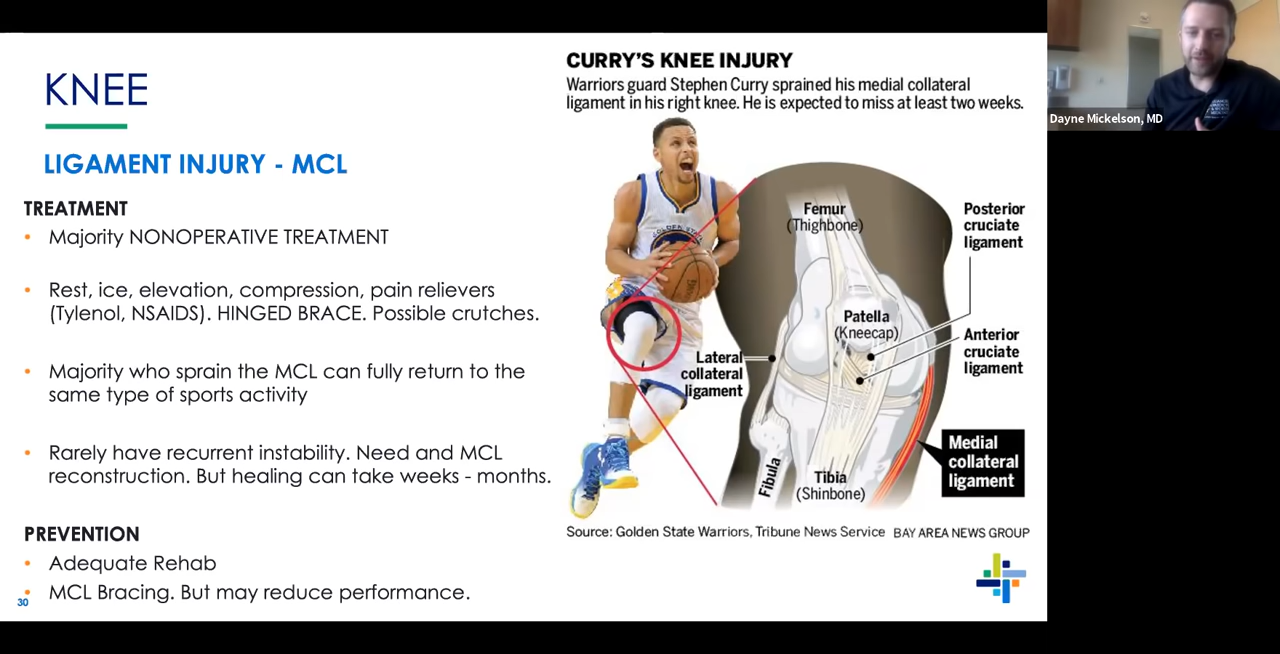 KNEE
LIGAMENT INJURY - MCL
TREATMENT
• Majority NONOPERATIVE TREATMENT
• Rest, ice, elevation, compression, pain relievers
(Tylenol, NSAIDS). HINGED BRACE. Possible crutches.
• Majority who sprain the MCL can fully return to the
same type of sports activity
• Rarely have recurrent instability. Need and MCL
reconstruction. But healing can take weeks - months.
PREVENTION
• Adequate Rehab
• MCL Bracing. But may reduce performance.
30
CURRY'S KNEE INJURY
Warriors guard Stephen Curry sprained his medial collateral
ligament in his right knee. He is expected to miss at least two weeks.
Femur
(Thighbone)
Posterior
cruciate
ligament
Patella
(Kneecap)
Anterior
cruciate
ligament
Lateral
collateral
ligament
Medial
collateral
ligament
Fibula
Tibia
(Shinbone)
Source: Golden State Warriors, Tribune News Service BAY AREA NEWS GROUP
Dayne Mickelson, MD